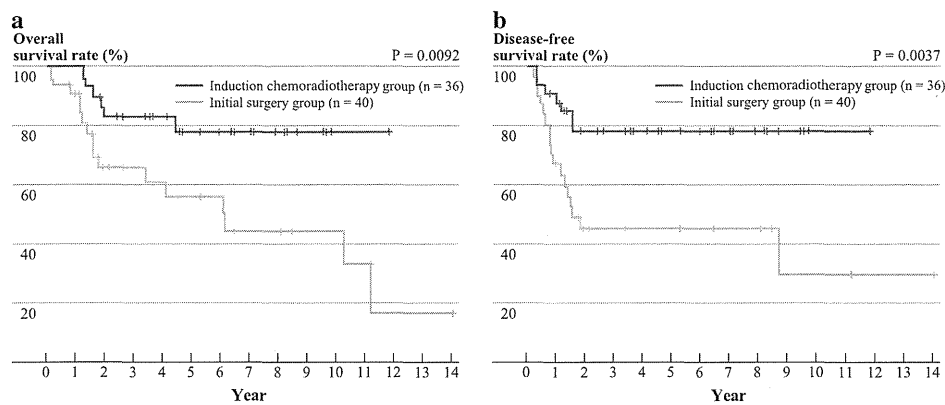 a
Overall
survival rate (%)
P = 0.0092
100
Induction chemoradiotherapy group (n = 36)
Initial surgery group (n = 40)
80
60
40
20
0 1 2 3 4 5 6 7 8 9 10 11 12 13 14
Year
b
Disease-free
survival rate (%)
P = 0.0037
100
Induction chemoradiotherapy group (n = 36)
Initial surgery group (n = 40)
80
60
40
20
0 1 2 3 4 5 6 7 8 9 10 11 12 13 14
Year